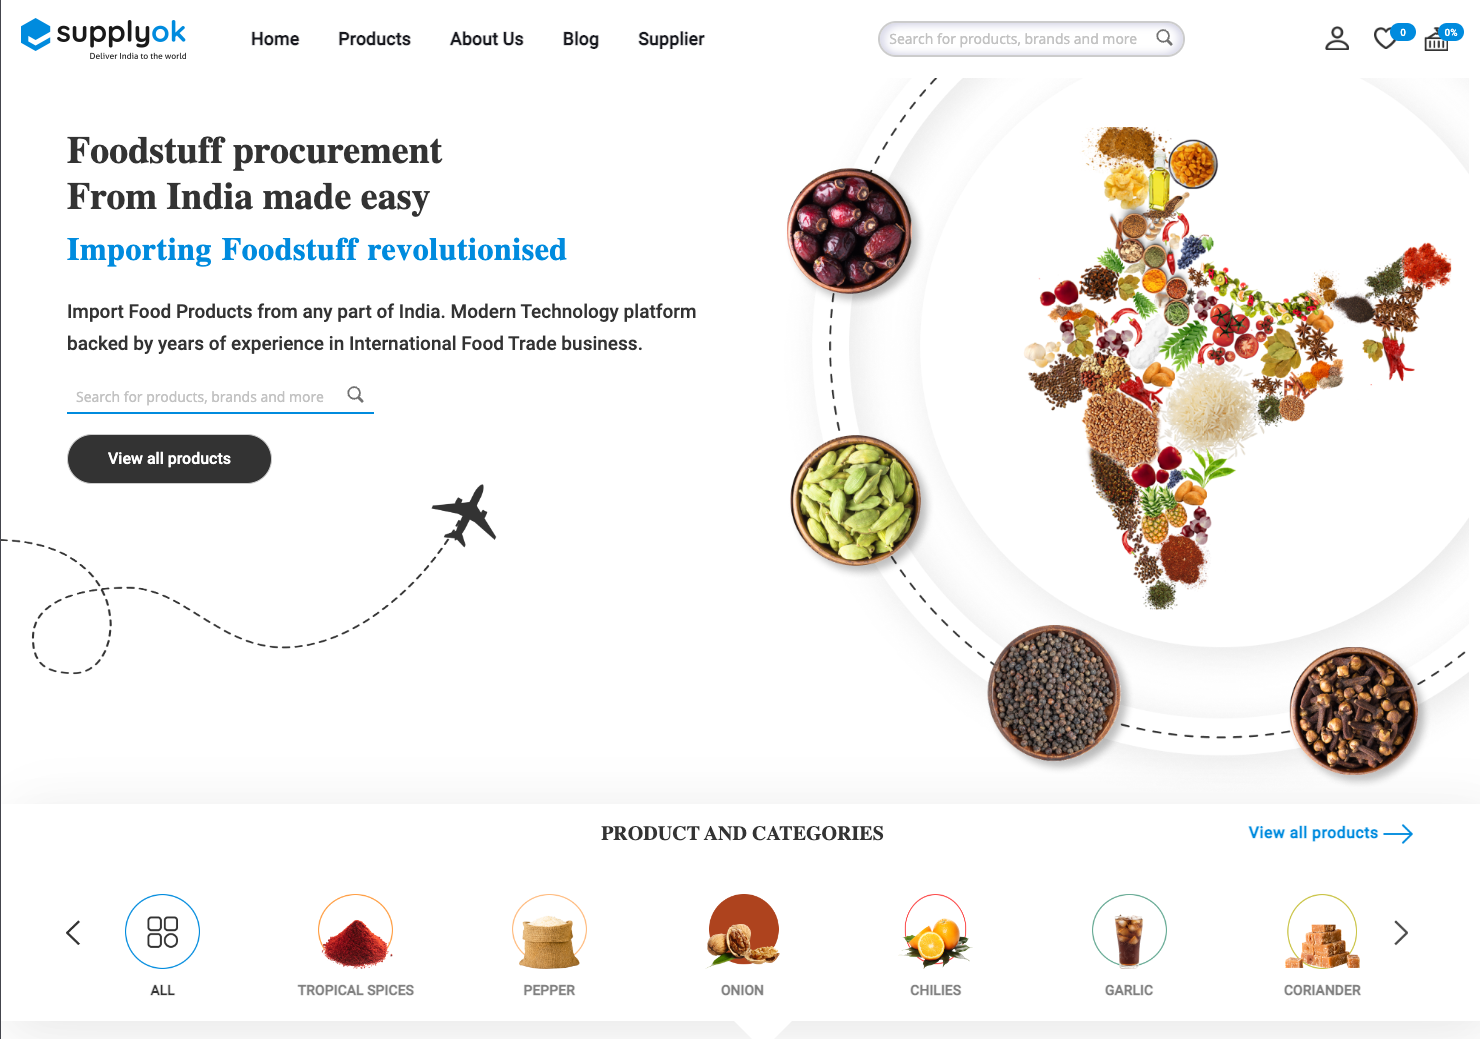 supplyok
Deliver India to the world
Home
Products
About Us
Blog
Supplier
Search for products, brands and more
0
0%
Foodstuff procurement
From India made easy
Importing Foodstuff revolutionised
Import Food Products from any part of India. Modern Technology platform
backed by years of experience in International Food Trade business.
Search for products, brands and more
View all products
PRODUCT AND CATEGORIES
View all products
ALL
TROPICAL SPICES
PEPPER
ONION
CHILIES
GARLIC
CORIANDER